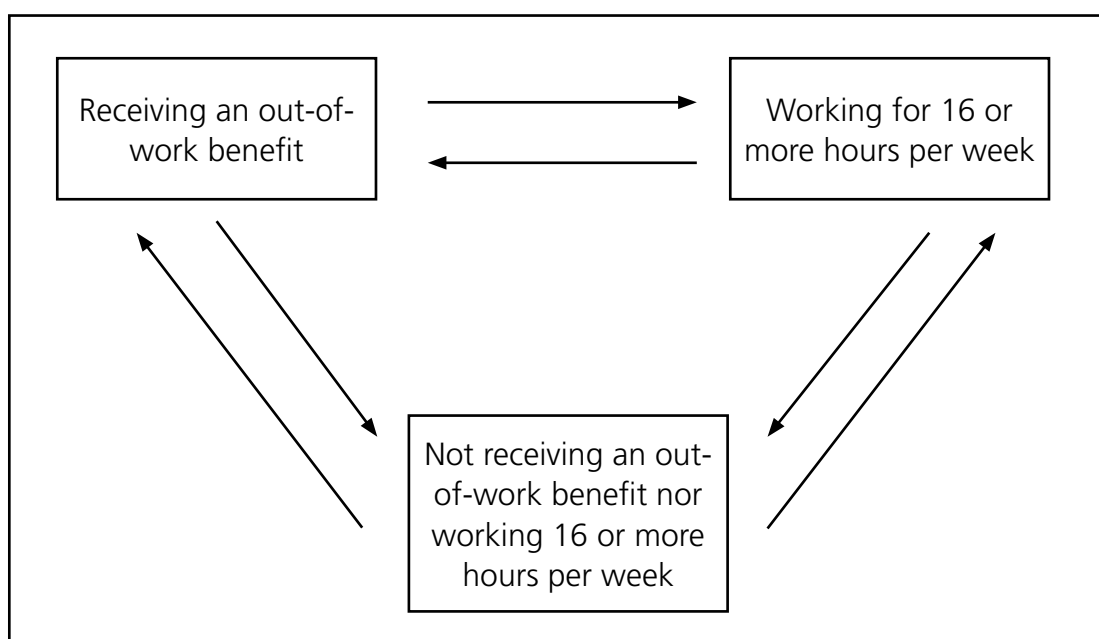 Receiving an out-of-
work benefit
Working for 16 or
more hours per week
Not receiving an out-
of-work benefit nor
working 16 or more
hours per week